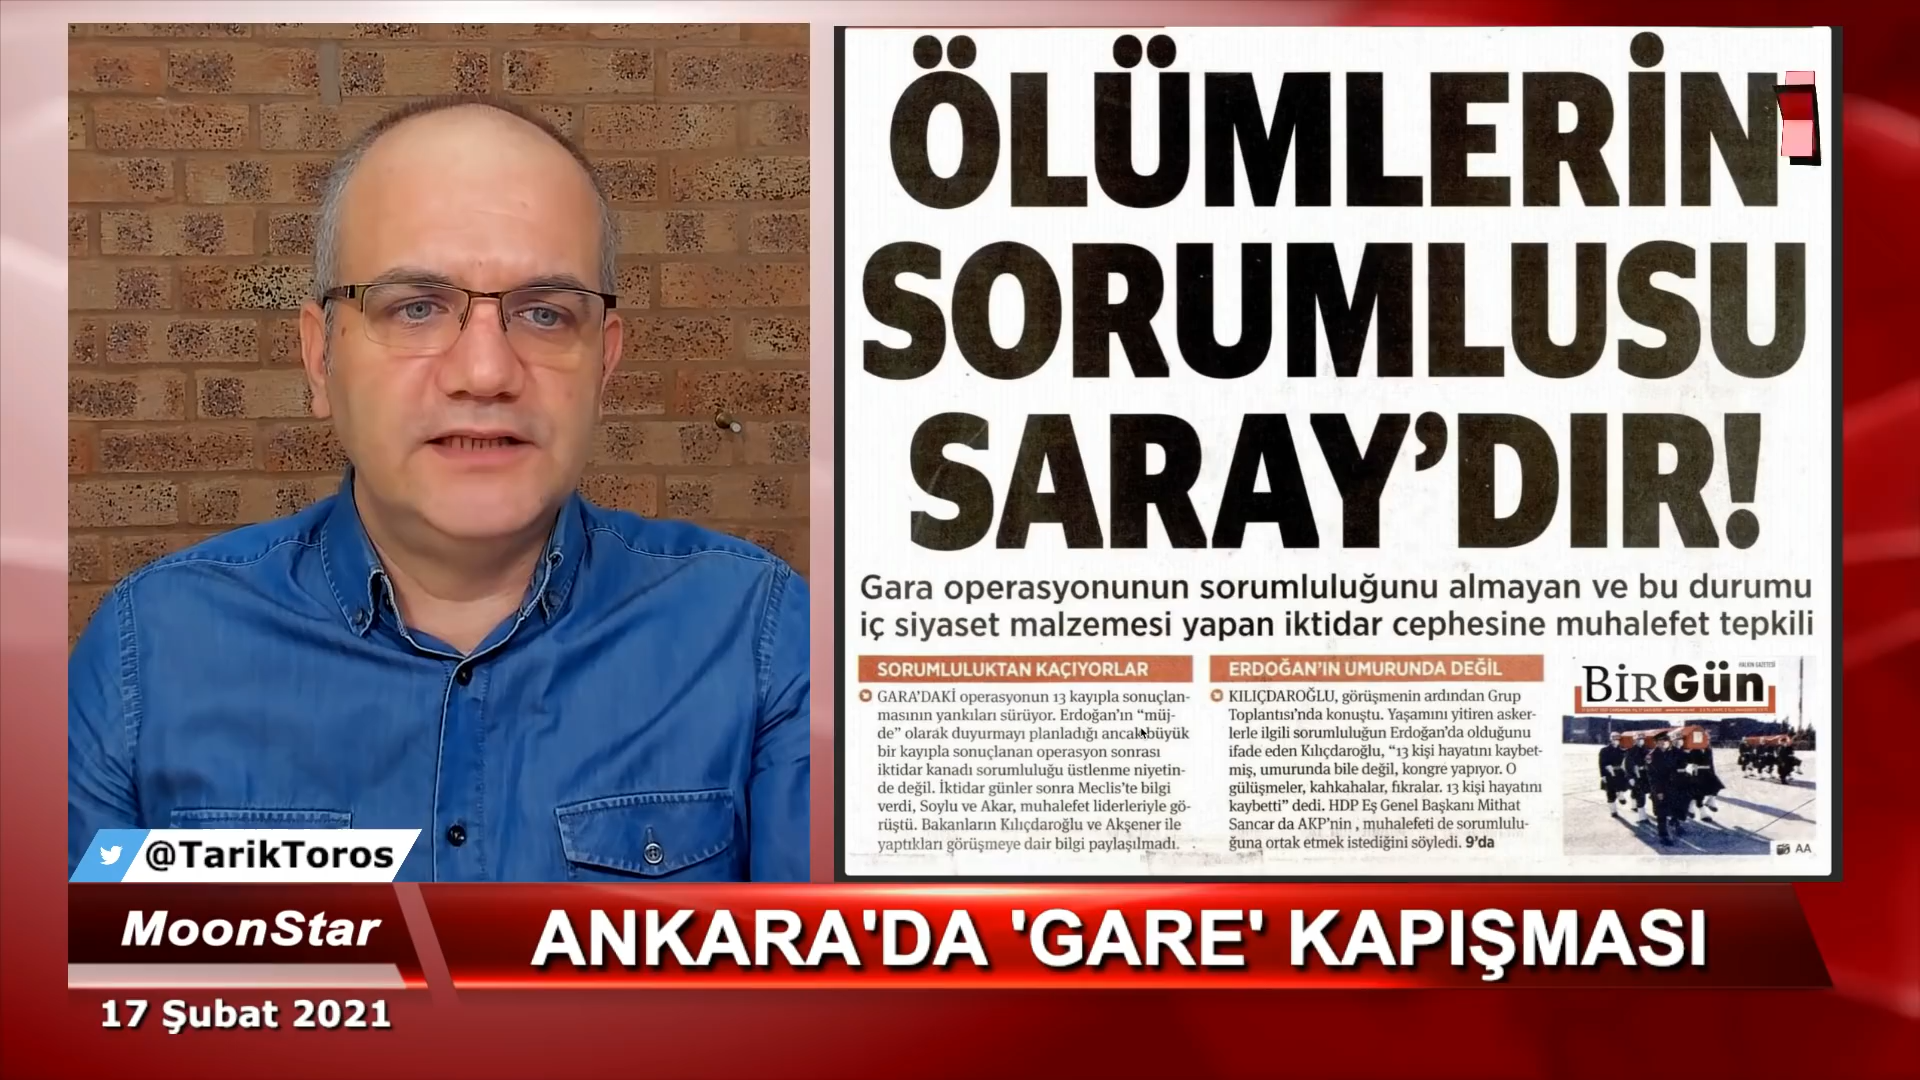 ÖLÜMLERİN
SORUMLUSU
SARAY'DIR!
Gara operasyonunun sorumluluğunu almayan ve bu durumu
iç siyaset malzemesi yapan iktidar cephesine muhalefet tepkili
SORUMLULUKTAN KAÇIYORLAR
GARA'DAKİ operasyonun 13 kayıpla sonuçlan-
masının yankıları sürüyor. Erdoğan'ın "müj-
de" olarak duyurmayı planladığı ancak büyük
bir kayıpla sonuçlanan operasyon sonrası
iktidar kanadı sorumluluğu üstlenme niyetin-
de değil. İktidar günler sonra Meclis'te bilgi
verdi, Soylu ve Akar, muhalefet liderleriyle gö-
rüştü. Bakanların Kılıçdaroğlu ve Akşener ile
yaptıkları görüşmeye dair bilgi paylaşılmadı.
ERDOĞAN'IN UMURUNDA DEĞİL
KILIÇDAROĞLU, görüşmenin ardından Grup
Toplantısı'nda konuştu. Yaşamını yitiren asker-
lerle ilgili sorumluluğun Erdoğan'da olduğunu
ifade eden Kılıçdaroğlu, "13 kişi hayatını kaybet-
miş, umurunda bile değil, kongre yapıyor. O
gülüşmeler, kahkahalar, fıkralar. 13 kişi hayatını
kaybetti" dedi. HDP Eş Genel Başkanı Mithat
Sancar da AKP'nin , muhalefeti de sorumlulu-
ğuna ortak etmek istediğini söyledi. 9'da
HALKIN GAZETESİ
BİRGün
AA
@TarikToros
MoonStar
ANKARA'DA 'GARE' KAPIŞMASI
17 Şubat 2021